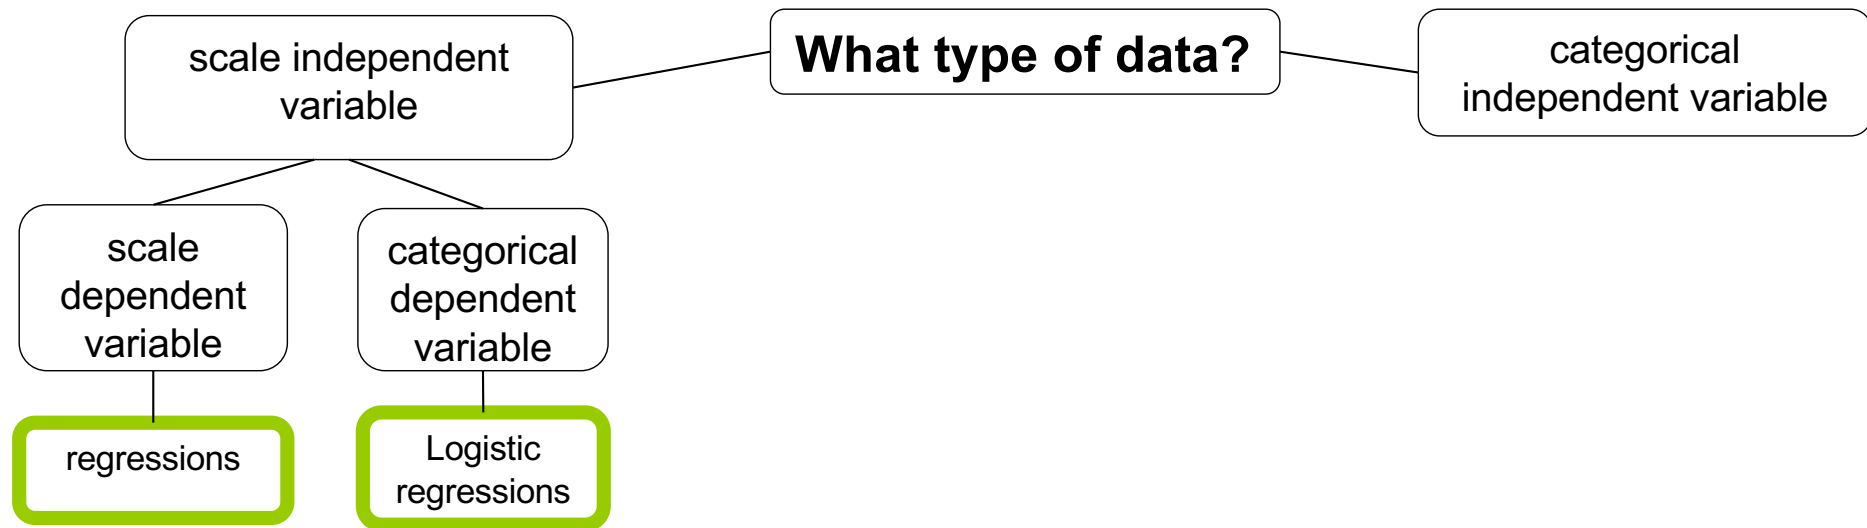 What type of data?
scale independent
variable
categorical
independent variable
scale
dependent
variable
categorical
dependent
variable
regressions
Logistic
regressions